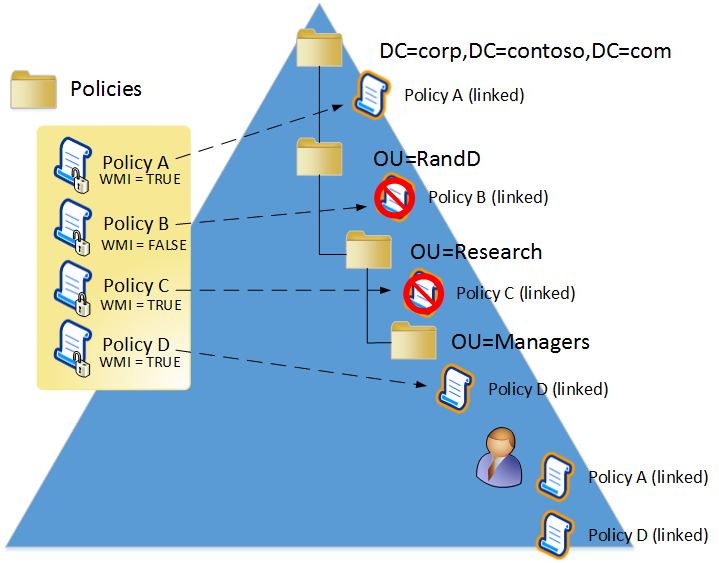 DC=corp,DC=contoso,DC=com
Policies
Policy A (linked)
Policy A
WMI = TRUE
OU=RandD
Policy B (linked)
Policy B
WMI = FALSE
OU=Research
Policy C
WMI = TRUE
Policy C (linked)
Policy D
WMI = TRUE
OU=Managers
Policy D (linked)
Policy A (linked)
Policy D (linked)